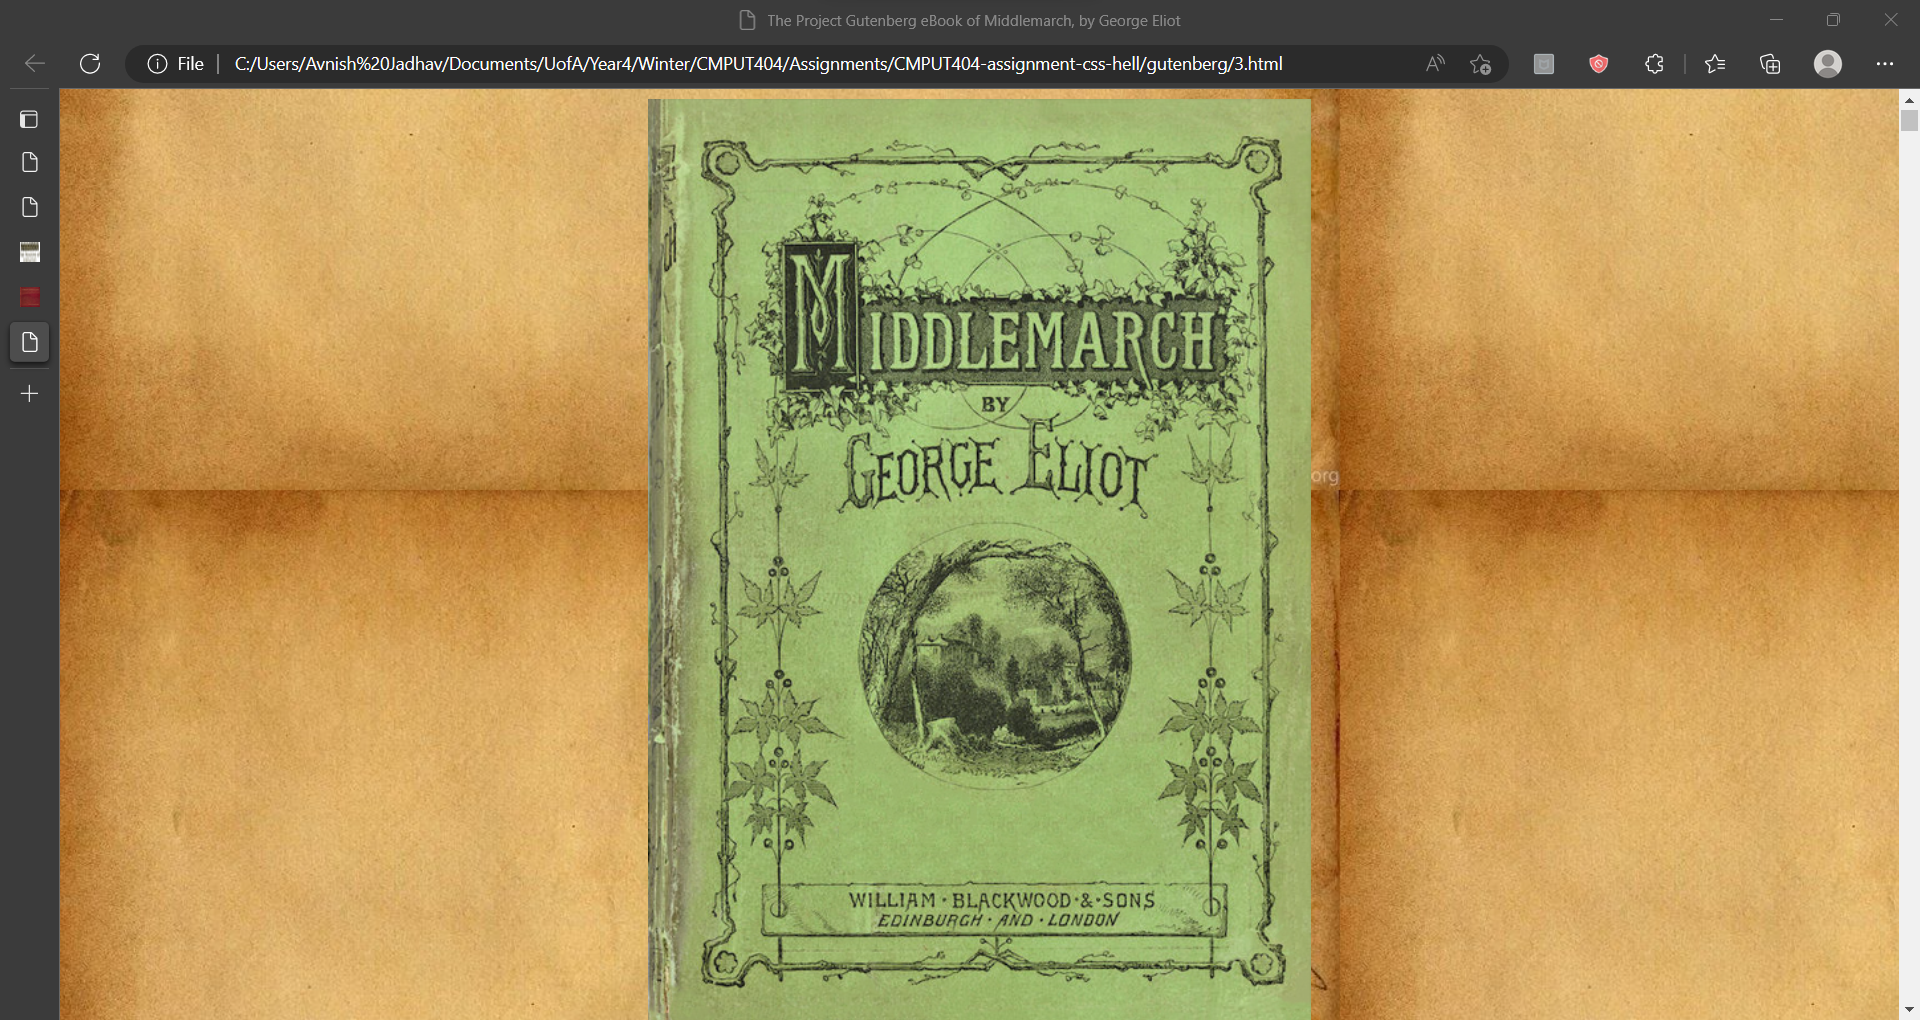 The Project Gutenberg eBook of Middlemarch, by George Eliot
File
C:/Users/Avnish%20Jadhav/Documents/UofA/Year4/Winter/CMPUT404/Assignments/CMPUT404-assignment-css-hell/gutenberg/3.html
MIDDLEMARCH
BY
GEORGE ELIOT
org
WILLIAM · BLACKWOOD · & · SONS
EDINBURGH · AND · LONDON